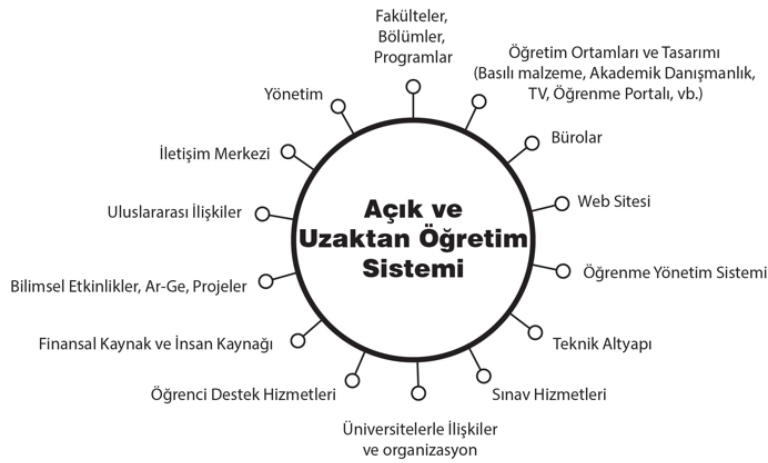 Fakülteler,
Bölümler,
Programlar
Öğretim Ortamları ve Tasarımı
(Basılı malzeme, Akademik Danışmanlık,
TV, Öğrenme Portalı, vb.)
Bürolar
Web Sitesi
Öğrenme Yönetim Sistemi
Teknik Altyapı
Sınav Hizmetleri
Üniversitelerle İlişkiler
ve organizasyon
Öğrenci Destek Hizmetleri
Finansal Kaynak ve İnsan Kaynağı
Bilimsel Etkinlikler, Ar-Ge, Projeler
Uluslararası İlişkiler
İletişim Merkezi
Yönetim
Açık ve
Uzaktan Öğretim
Sistemi